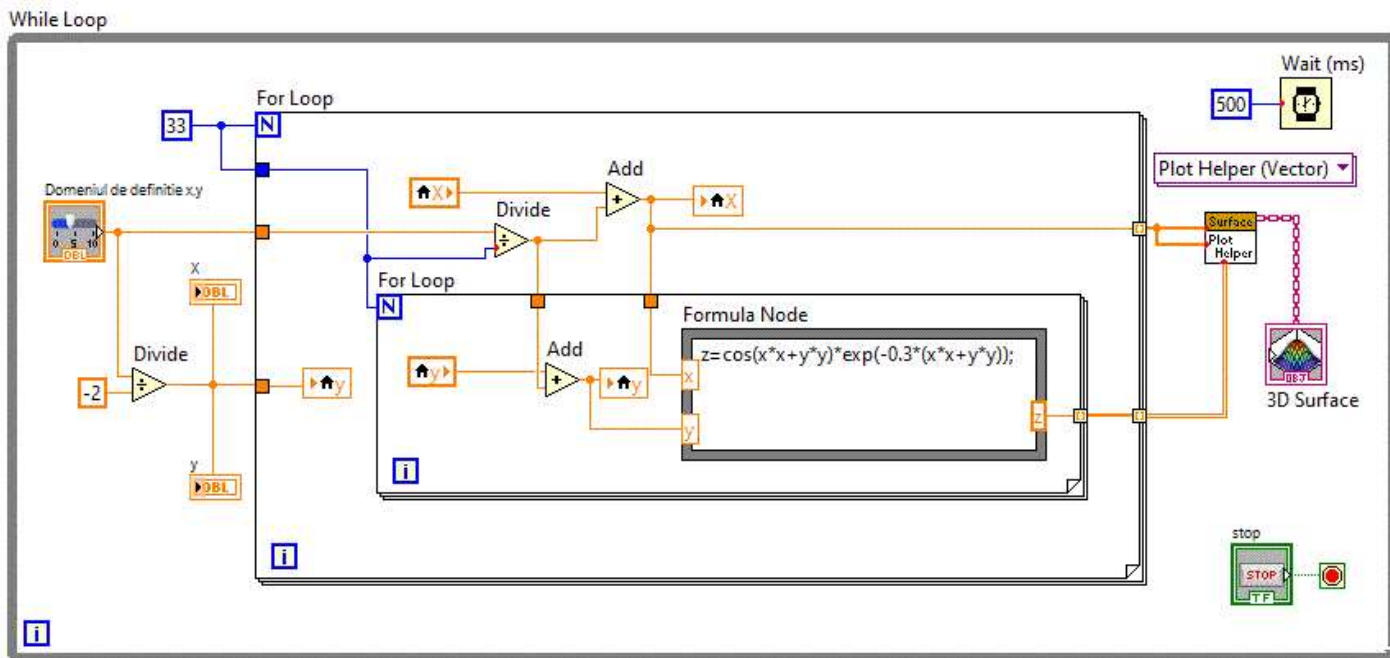 While Loop
Wait (ms)
500
For Loop
33
N
Plot Helper (Vector)
Add
X
X
Domeniul de definitie x,y
Divide
0 5 10
DBL
Surface
Plot
Helper
X
DBL
For Loop
N
Formula Node
Divide
Add
z=cos(x*x+y*y)*exp(-0.3*(x*x+y*y));
y
y
x
-2
y
OBJ
3D Surface
z
y
DBL
i
stop
i
STOP
TF
i